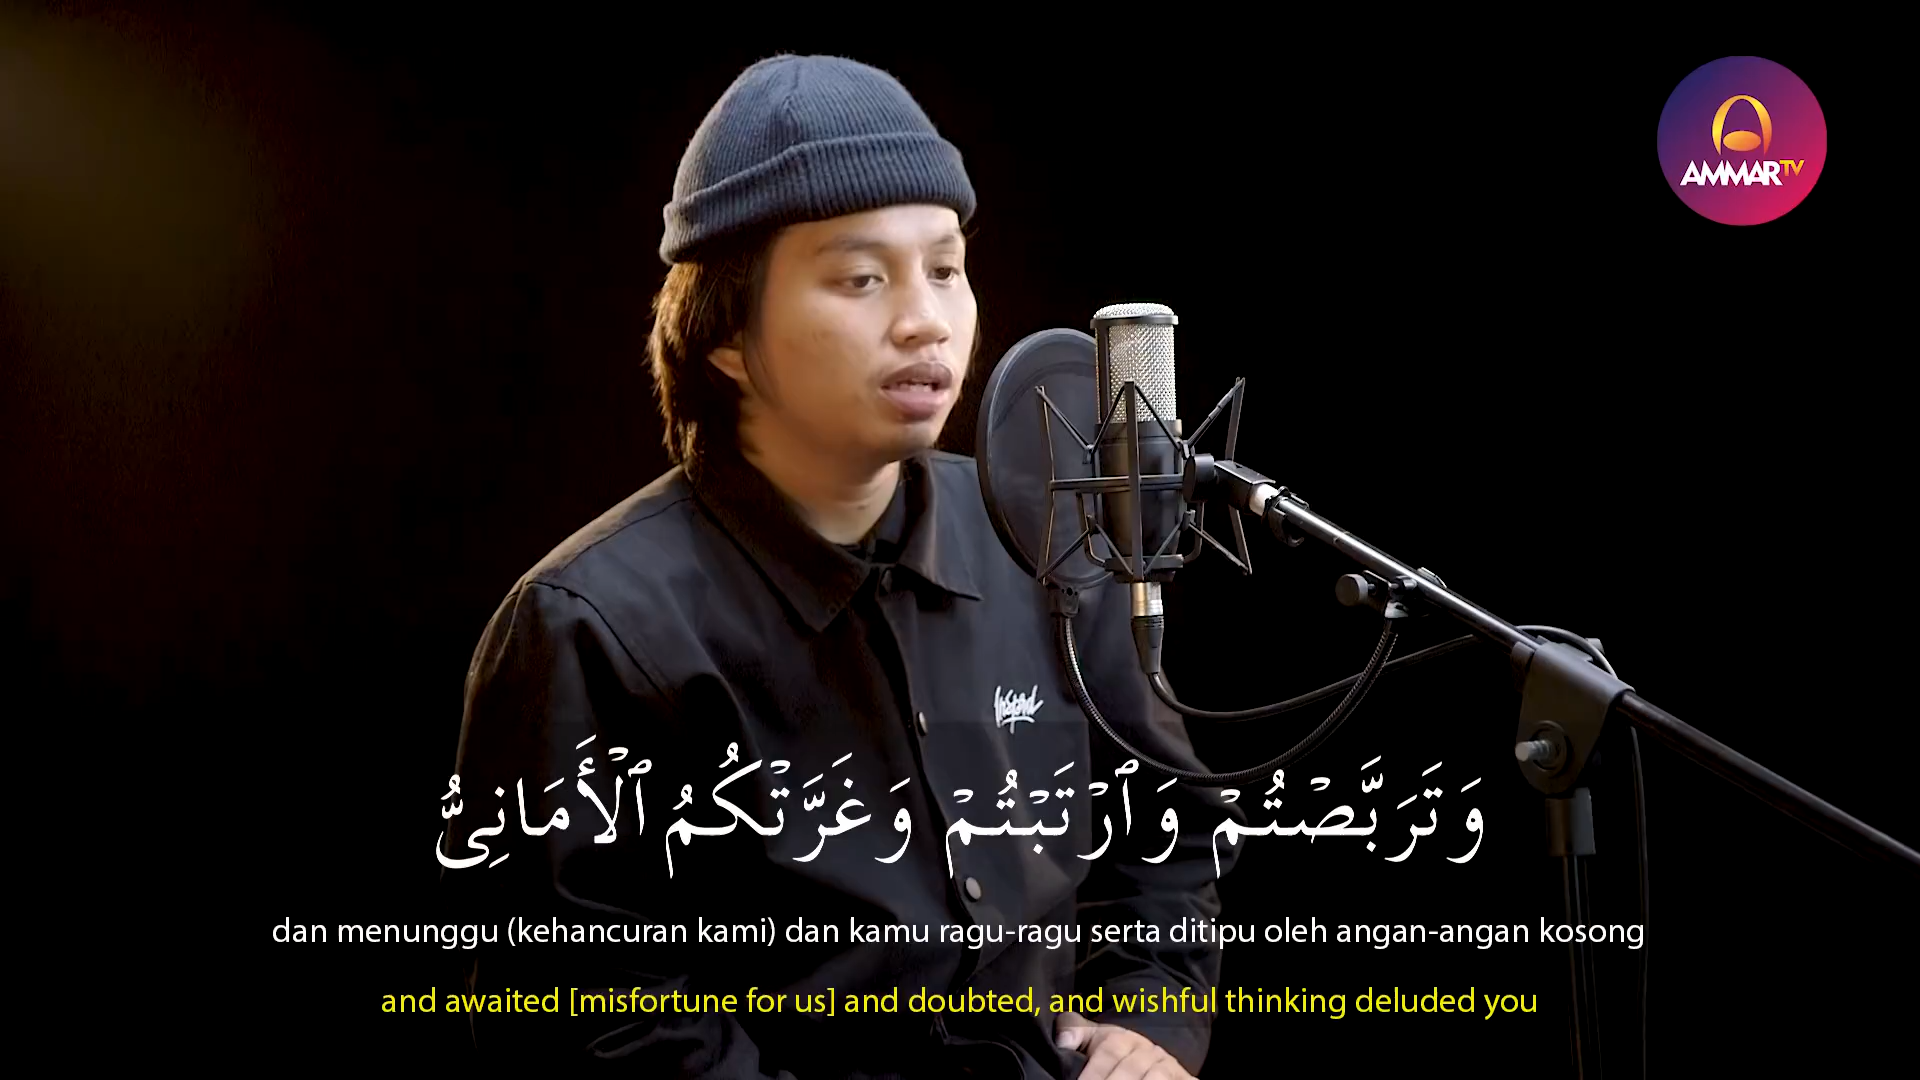 AMMARTV
وَتَرَبَّصْتُمْ وَٱرْتَبْتُمْ وَغَرَّتْكُمُ ٱلْأَمَانِىُّ
dan menunggu (kehancuran kami) dan kamu ragu-ragu serta ditipu oleh angan-angan kosong
and awaited [misfortune for us] and doubted, and wishful thinking deluded you